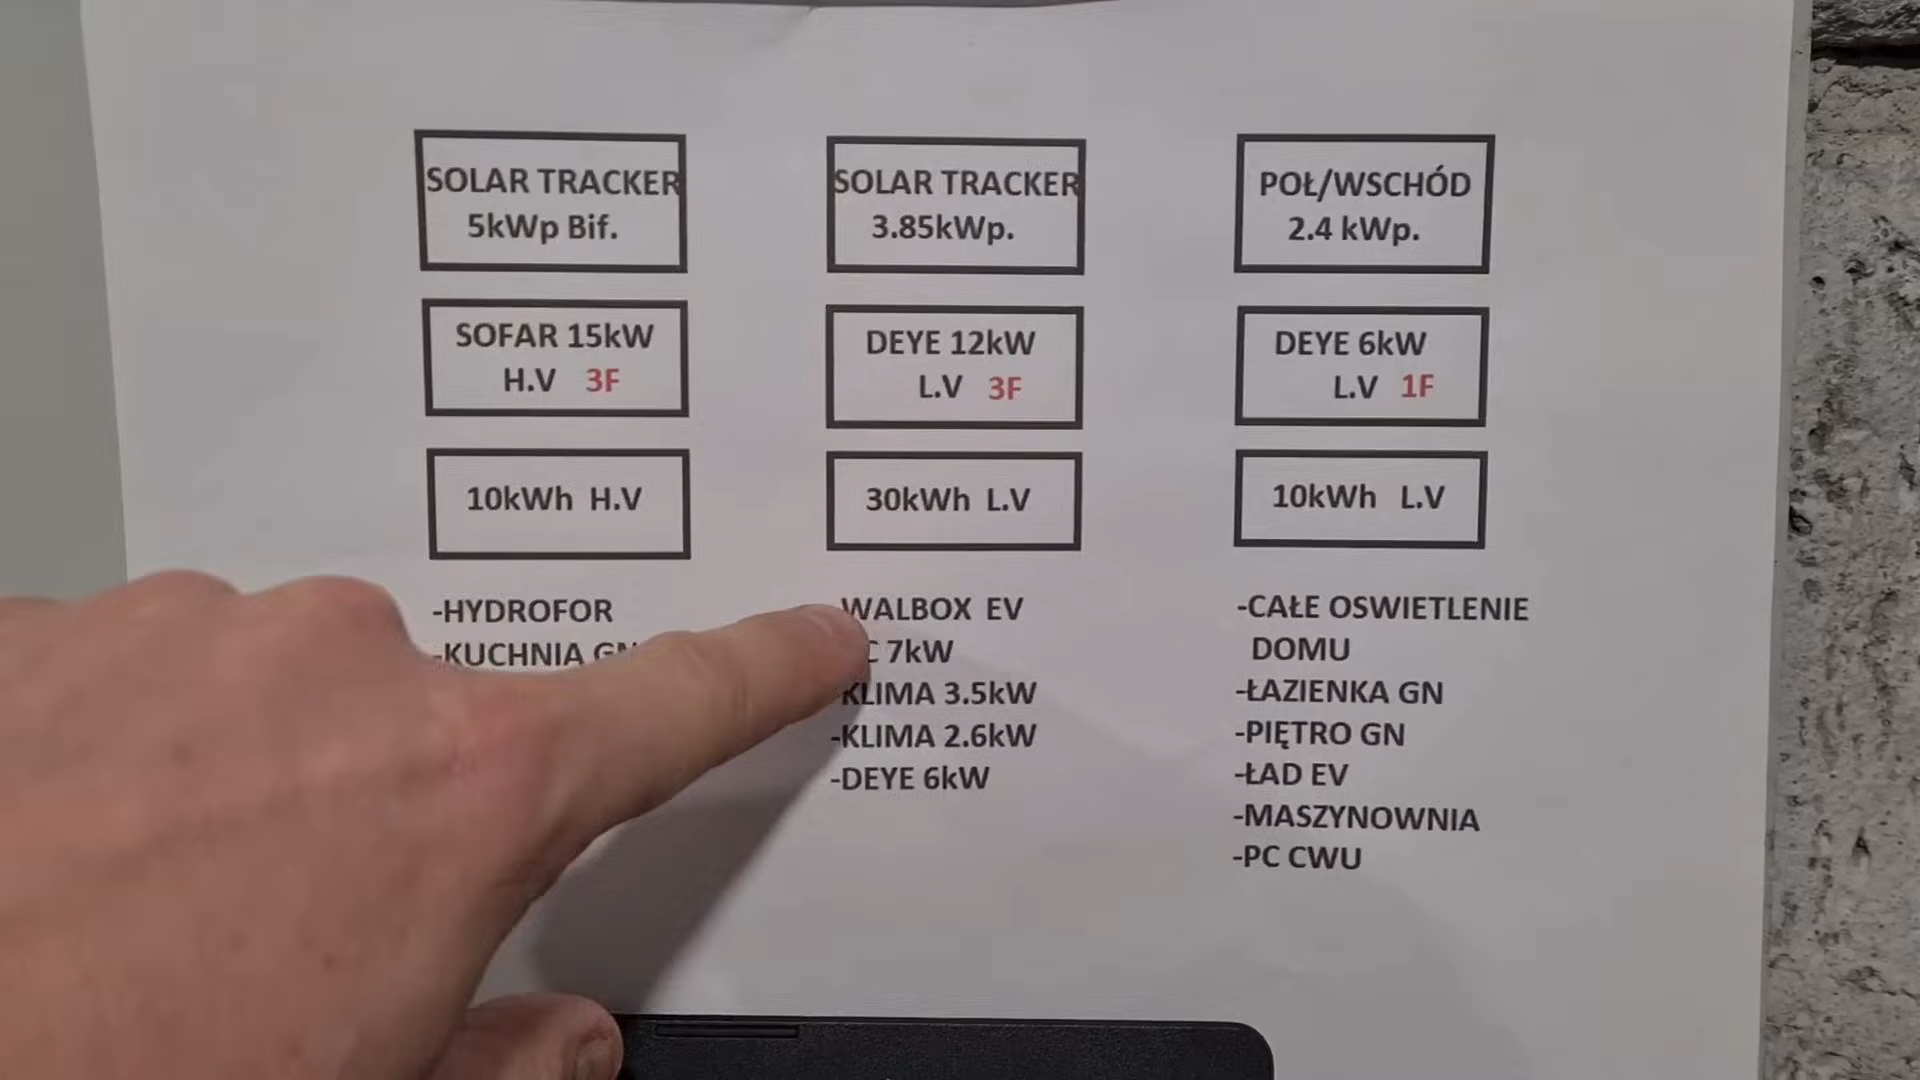 SOLAR TRACKER
5kWp Bif.
SOFAR 15kW
H.V 3F
10kWh H.V
-HYDROFOR
-KUCHNIA
SOLAR TRACKER
3.85kWp.
DEYE 12kW
L.V 3F
30kWh L.V
WALBOX EV
7kW
-KLIMA 3.5kW
-KLIMA 2.6kW
-DEYE 6kW
POŁ/WSCHÓD
2.4 kWp.
DEYE 6kW
L.V 1F
10kWh L.V
-CAŁE OSWIETLENIE
DOMU
-ŁAZIENKA GN
-PIĘTRO GN
-ŁAD EV
-MASZYNOWNIA
-PC CWU